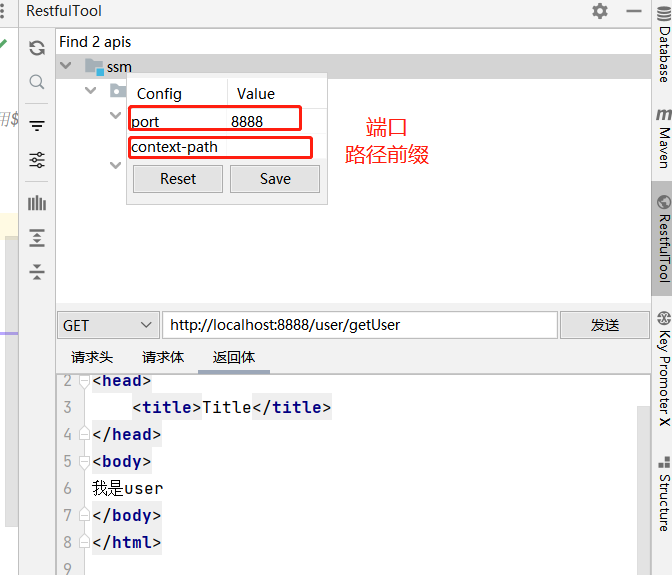 RestfulTool
Find 2 apis
ssm
Config Value
port 8888
context-path
Reset Save
端口
路径前缀
GET http://localhost:8888/user/getUser 发送
请求头 请求体 返回体
2 <head>
3 <title>Title</title>
4 </head>
5 <body>
6 我是user
7 </body>
8 </html>
9
用$
Database
Maven
RestfulTool
Key Promoter X
Structure